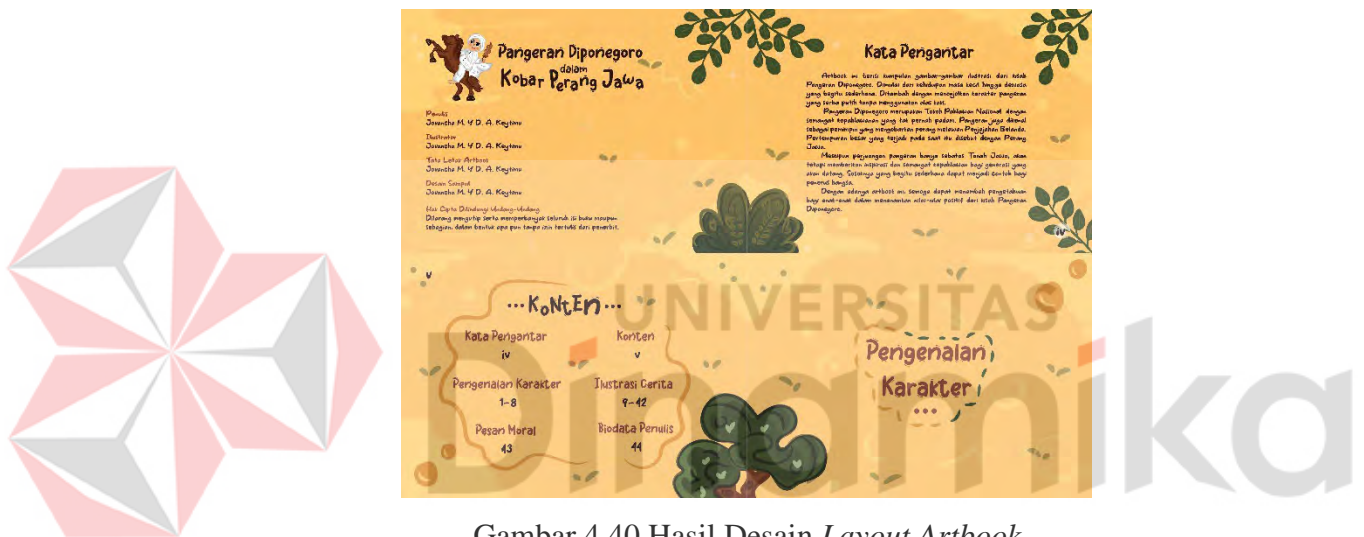 Pangeran Diponegoro
dalam
Kobar Perang Jawa
Penulis
Jovansha M. Y D. A. Keytimu
Ilustrator
Jovansha M. Y D. A. Keytimu
Tata Letak Artbook
Jovansha M. Y D. A. Keytimu
Desain Sampul
Jovansha M. Y D. A. Keytimu
Hak Cipta Dilindungi Undang-Undang
Dilarang mengutip serta memperbanyak seluruh isi buku maupun
sebagian dalam bentuk apa pun tanpa izin tertulis dari penerbit.
Kata Pengantar
Artbook ini berisi kumpulan gambar-gambar ilustrasi dari kisah
Pangeran Diponegoro. Dimulai dari kehidupan masa kecil hingga dewasa
yang begitu sederhana. Ditambah dengan menonjolkan karakter pangeran
yang serba putih tanpa menggunakan alas kaki.
Pangeran Diponegoro merupakan Tokoh Pahlawan Nasional dengan
semangat kepahlawanan yang tak pernah padam. Pangeran juga dikenal
sebagai pemimpin yang mengobarkan perang melawan Penjajahan Belanda.
Pertempuran besar yang terjadi pada saat itu disebut dengan Perang
Jawa.
Meskipun perjuangan pangeran hanya sebatas Tanah Jawa, akan
tetapi memberikan inspirasi dan semangat kepahlawanan bagi generasi yang
akan datang. Sosoknya yang begitu sederhana dapat menjadi contoh bagi
penerus bangsa.
Dengan adanya artbook ini, semoga dapat menambah pengetahuan
bagi anak-anak dalam menanamkan nilai-nilai positif dari kisah Pangeran
Diponegoro.
iv
v
...KoNtEn...
Kata Pengantar
iv
Konten
v
Pengenalan Karakter
1-8
Ilustrasi Cerita
9-42
Pesan Moral
43
Biodata Penulis
44
Pengenalan
Karakter
...
UNIVERSITAS
Dinamika
Gambar 4.40 Hasil Desain Layout Artbook